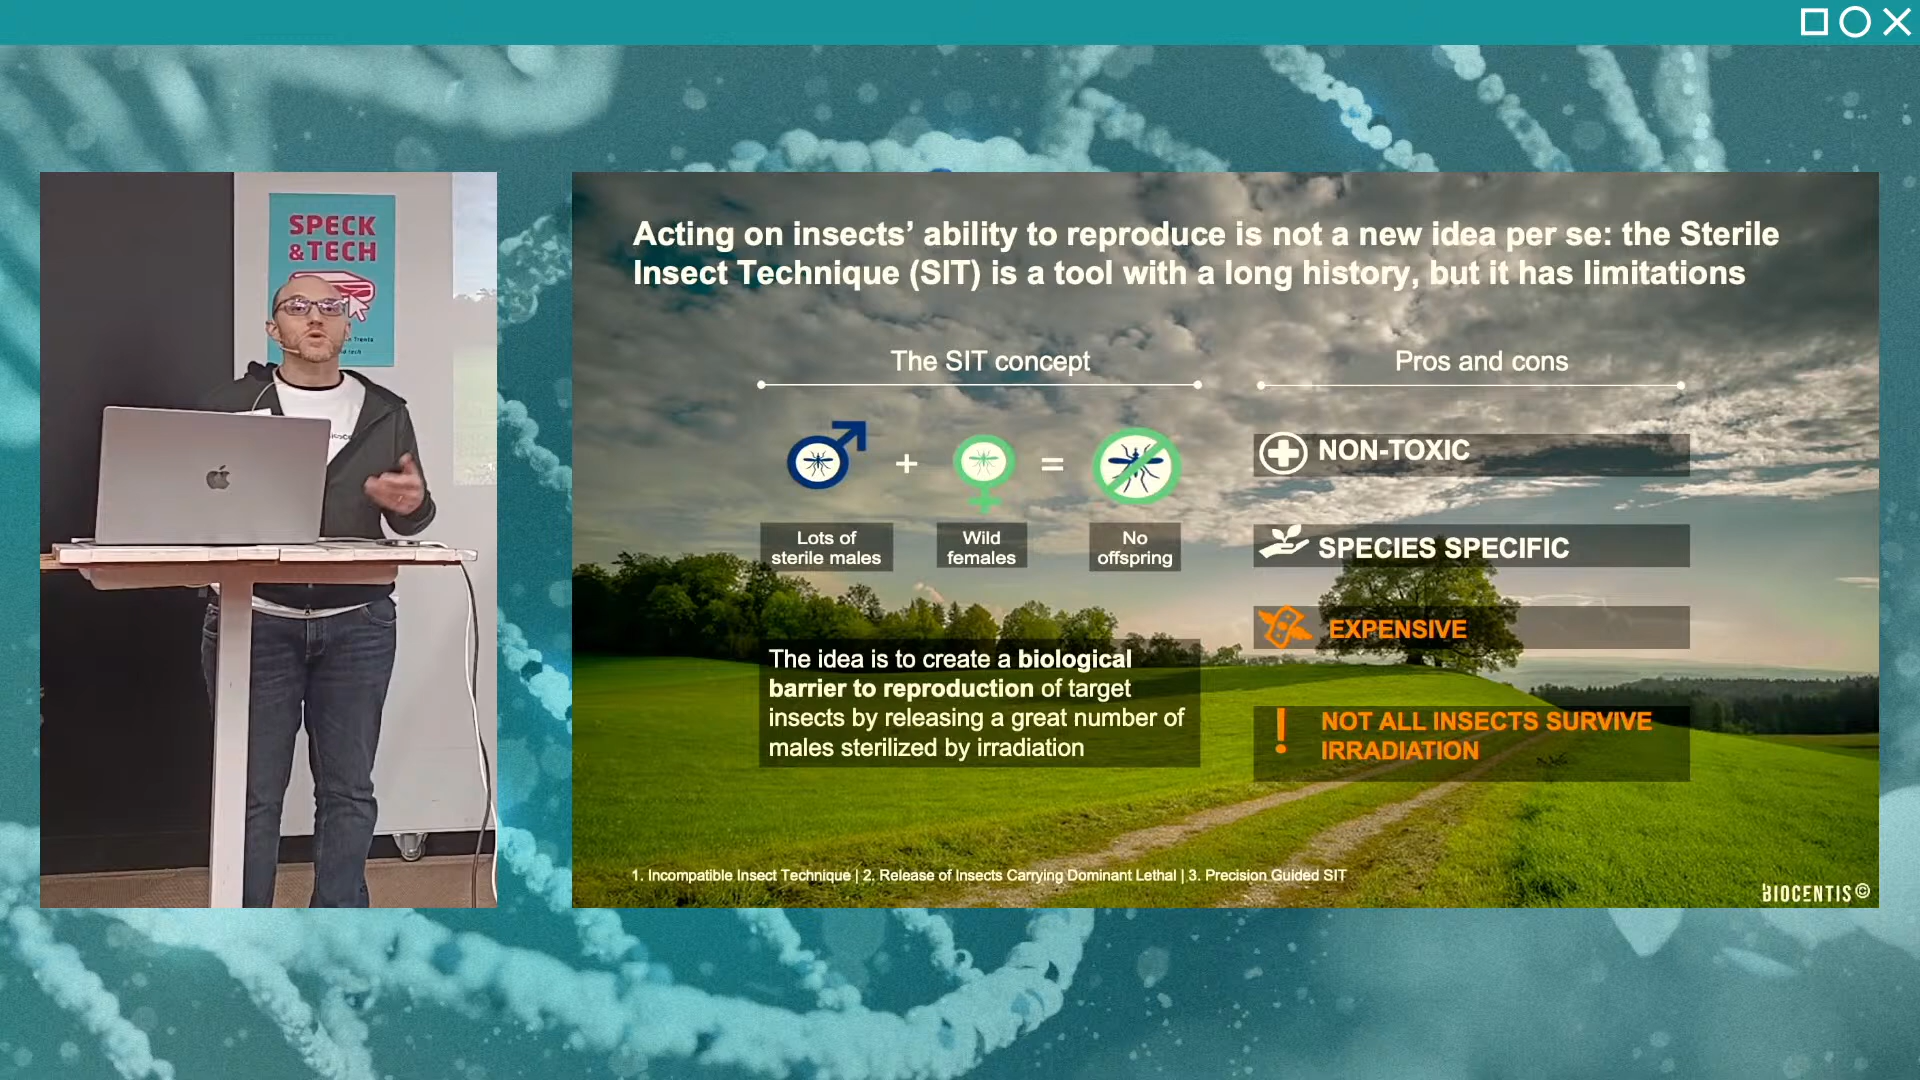 SPECK
&TECH
Acting on insects’ ability to reproduce is not a new idea per se: the Sterile
Insect Technique (SIT) is a tool with a long history, but it has limitations
The SIT concept
+
=
Lots of
sterile males
Wild
females
No
offspring
The idea is to create a biological
barrier to reproduction of target
insects by releasing a great number of
males sterilized by irradiation
Pros and cons
NON-TOXIC
SPECIES SPECIFIC
EXPENSIVE
! NOT ALL INSECTS SURVIVE
IRRADIATION
1. Incompatible Insect Technique | 2. Release of Insects Carrying Dominant Lethal | 3. Precision Guided SIT
BIOCENTIS©